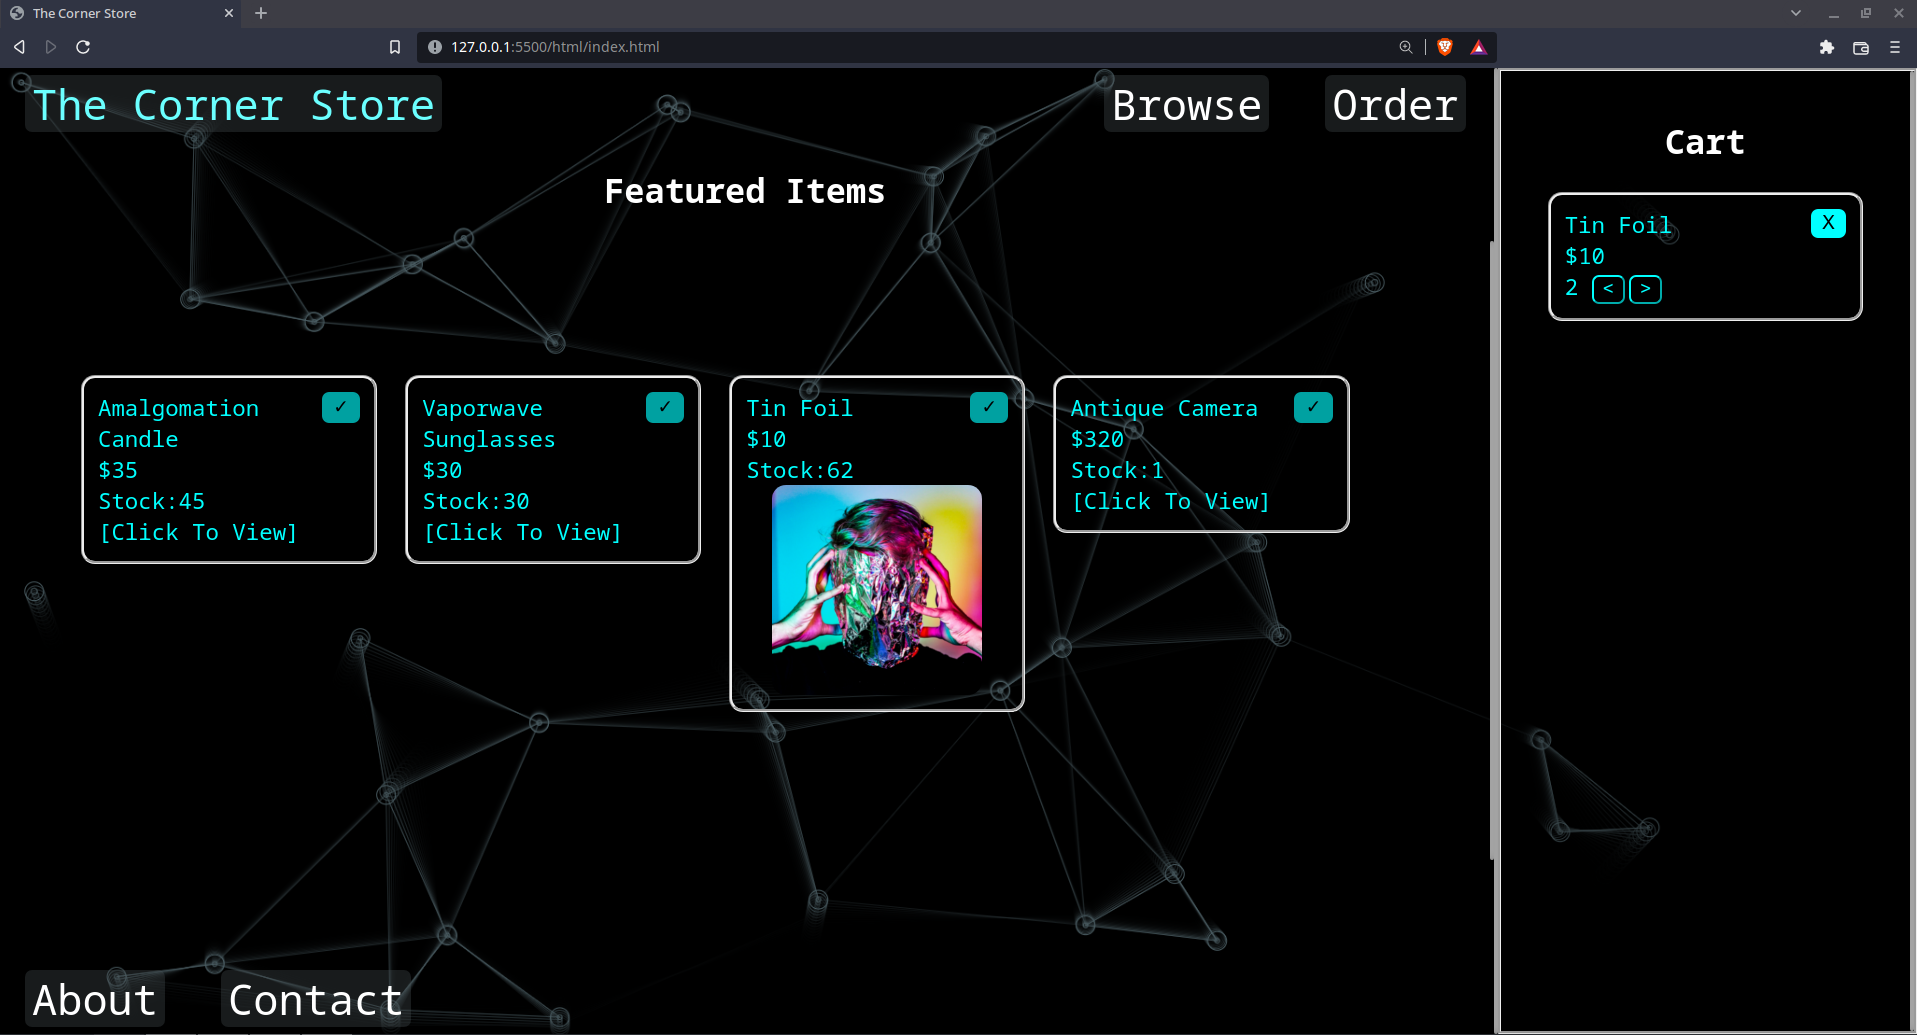 The Corner Store
127.0.0.1:5500/html/index.html
The Corner Store
Browse
Order
Featured Items
Amalgomation
Candle
$35
Stock:45
[Click To View]
✓
Vaporwave
Sunglasses
$30
Stock:30
[Click To View]
✓
Tin Foil
$10
Stock:62
✓
Antique Camera
$320
Stock:1
[Click To View]
✓
About
Contact
Cart
Tin Foil
X
$10
2 < >